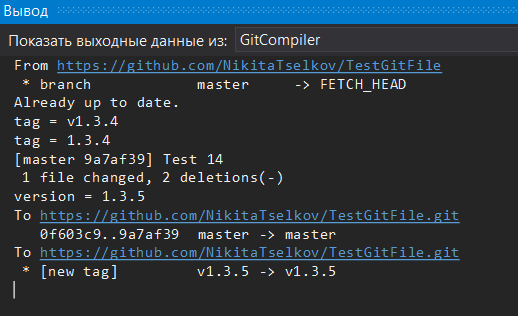 Вывод
Показать выходные данные из: GitCompiler
From https://github.com/NikitaTselkov/TestGitFile
 * branch            master     -> FETCH_HEAD
Already up to date.
tag = v1.3.4
tag = 1.3.4
[master 9a7af39] Test 14
 1 file changed, 2 deletions(-)
version = 1.3.5
To https://github.com/NikitaTselkov/TestGitFile.git
   0f603c9..9a7af39  master -> master
To https://github.com/NikitaTselkov/TestGitFile.git
 * [new tag]         v1.3.5 -> v1.3.5